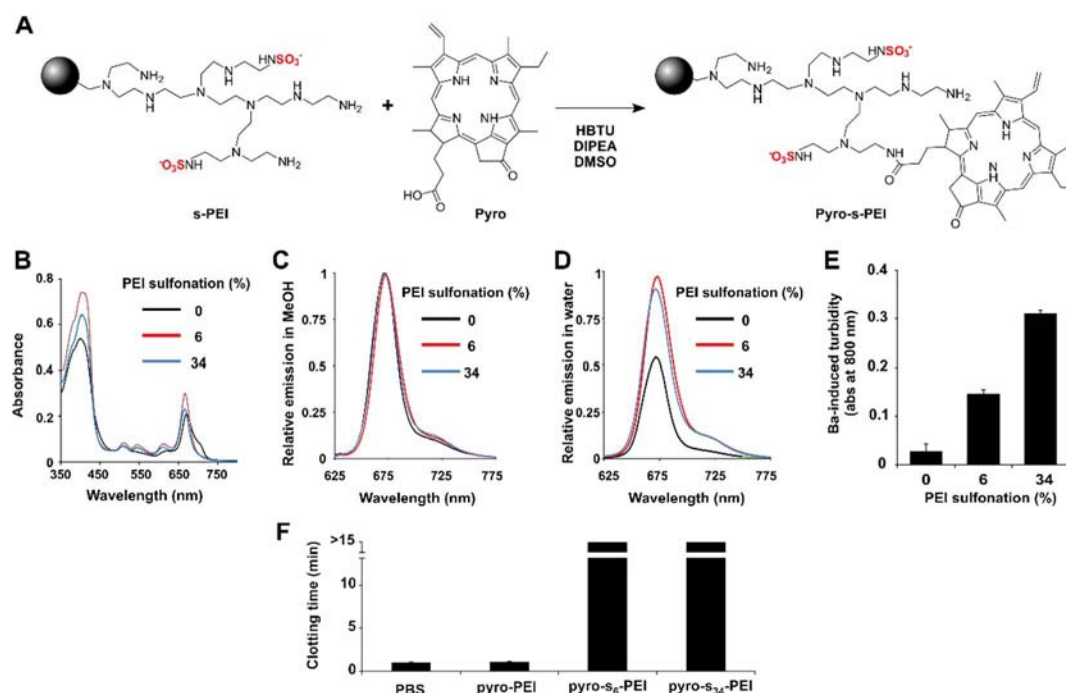 A
NH₂
HNSO₃⁻
⁻O₃SNH
NH₂
s-PEI
+
NH
N
N
NH
O
HO
O
Pyro
HBTU
DIPEA
DMSO
NH₂
HNSO₃⁻
NH₂
⁻O₃SNH
NH
O
Pyro-s-PEI
B
Absorbance
0.8
0.6
0.4
0.2
0
350 450 550 650 750
Wavelength (nm)
PEI sulfonation (%)
0
6
34
C
Relative emission in MeOH
1
0.75
0.5
0.25
0
625 675 725 775
Wavelength (nm)
PEI sulfonation (%)
0
6
34
D
Relative emission in water
1
0.75
0.5
0.25
0
625 675 725 775
Wavelength (nm)
PEI sulfonation (%)
0
6
34
E
Ba-induced turbidity
(abs at 800 nm)
0.4
0.3
0.2
0.1
0
0 6 34
PEI sulfonation (%)
F
Clotting time (min)
>15
10
5
0
PBS pyro-PEI pyro-s₆-PEI pyro-s₃₄-PEI